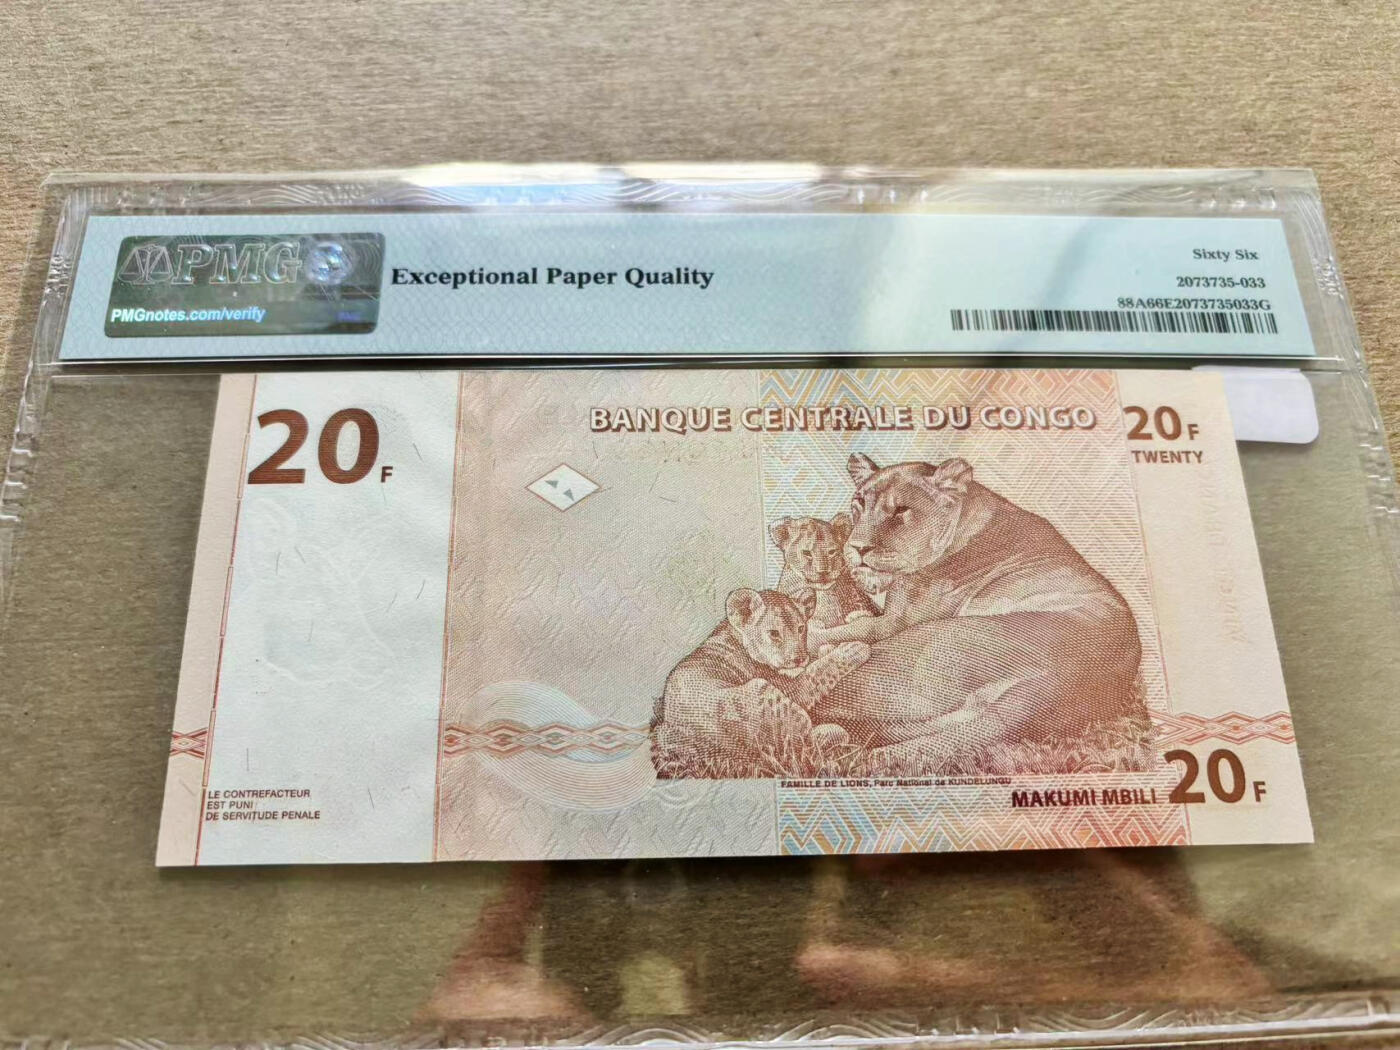 PMG
PMGnotes.com/verify
Exceptional Paper Quality
Sixty Six
2073735-033
88A66E2073735033G
20F
BANQUE CENTRALE DU CONGO
20F
TWENTY
FAMILLE DE LIONS, Parc National de KUNDELUNGU
MAKUMI MBILI 20F
LE CONTREFACTEUR
EST PUNI
DE SERVITUDE PENALE